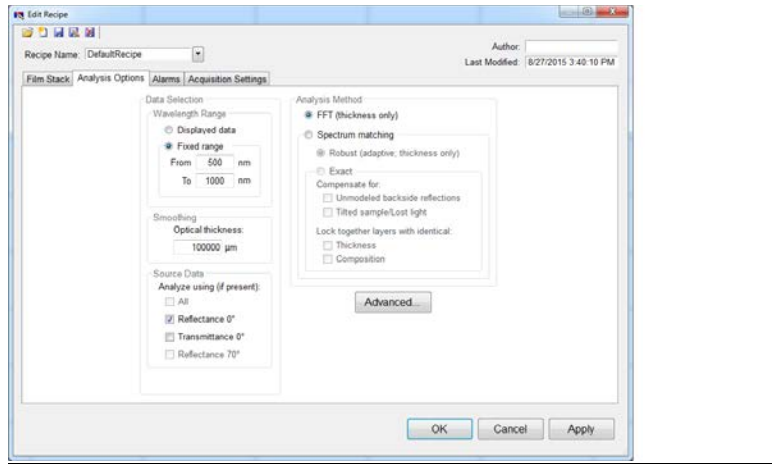 Edit Recipe
Recipe Name: DefaultRecipe
Author:
Last Modified: 8/27/2015 3:40:10 PM
Film Stack Analysis Options Alarms Acquisition Settings
Data Selection
Wavelength Range
Displayed data
Fixed range
From 500 nm
To 1000 nm
Smoothing
Optical thickness:
100000 µm
Source Data
Analyze using (if present):
All
Reflectance 0°
Transmittance 0°
Reflectance 70°
Analysis Method
FFT (thickness only)
Spectrum matching
Robust (adaptive; thickness only)
Exact
Compensate for:
Unmodeled backside reflections
Tilted sample/Lost light
Lock together layers with identical:
Thickness
Composition
Advanced...
OK Cancel Apply